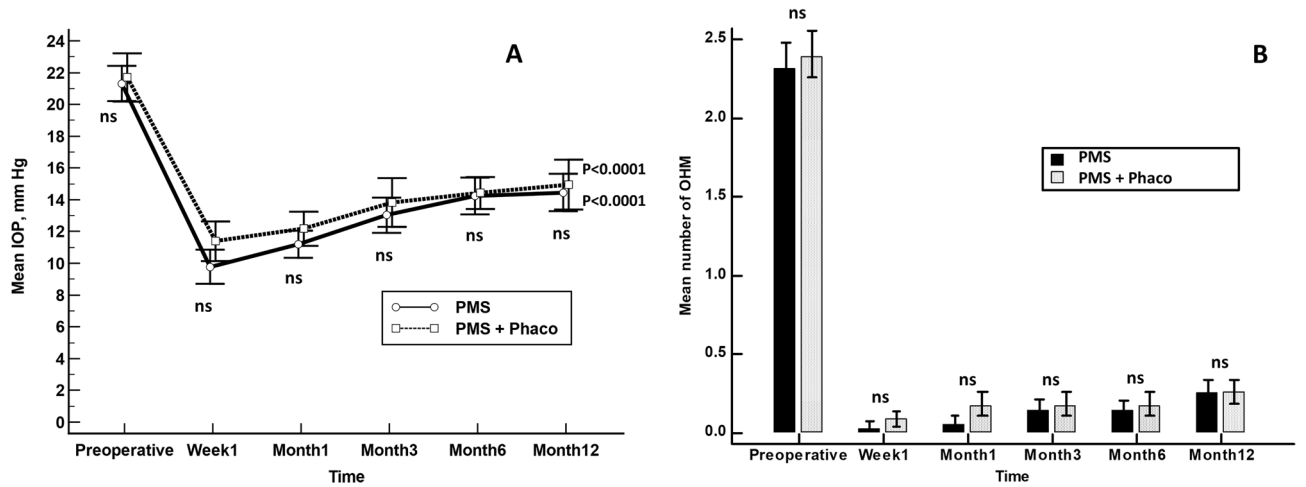 A
Mean IOP, mm Hg
24
22
20
18
16
14
12
10
8
6
4
2
0
ns
ns
ns
ns
ns
ns
P<0.0001
P<0.0001
PMS
PMS + Phaco
Preoperative Week1 Month1 Month3 Month6 Month12
Time
B
Mean number of OHM
2.5
2.0
1.5
1.0
0.5
0.0
ns
ns
ns
ns
ns
ns
PMS
PMS + Phaco
Preoperative Week1 Month1 Month3 Month6 Month12
Time